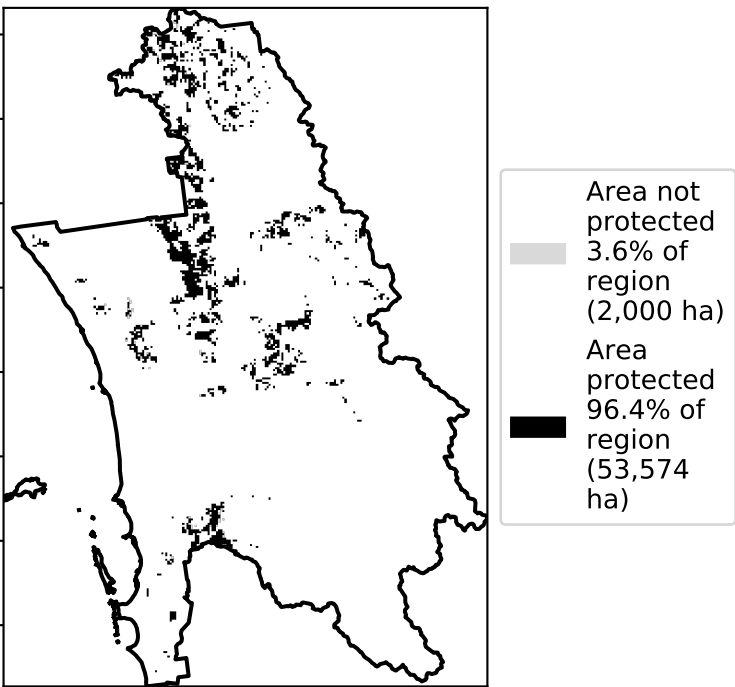 Area not
protected
3.6% of
region
(2,000 ha)
Area
protected
96.4% of
region
(53,574
ha)